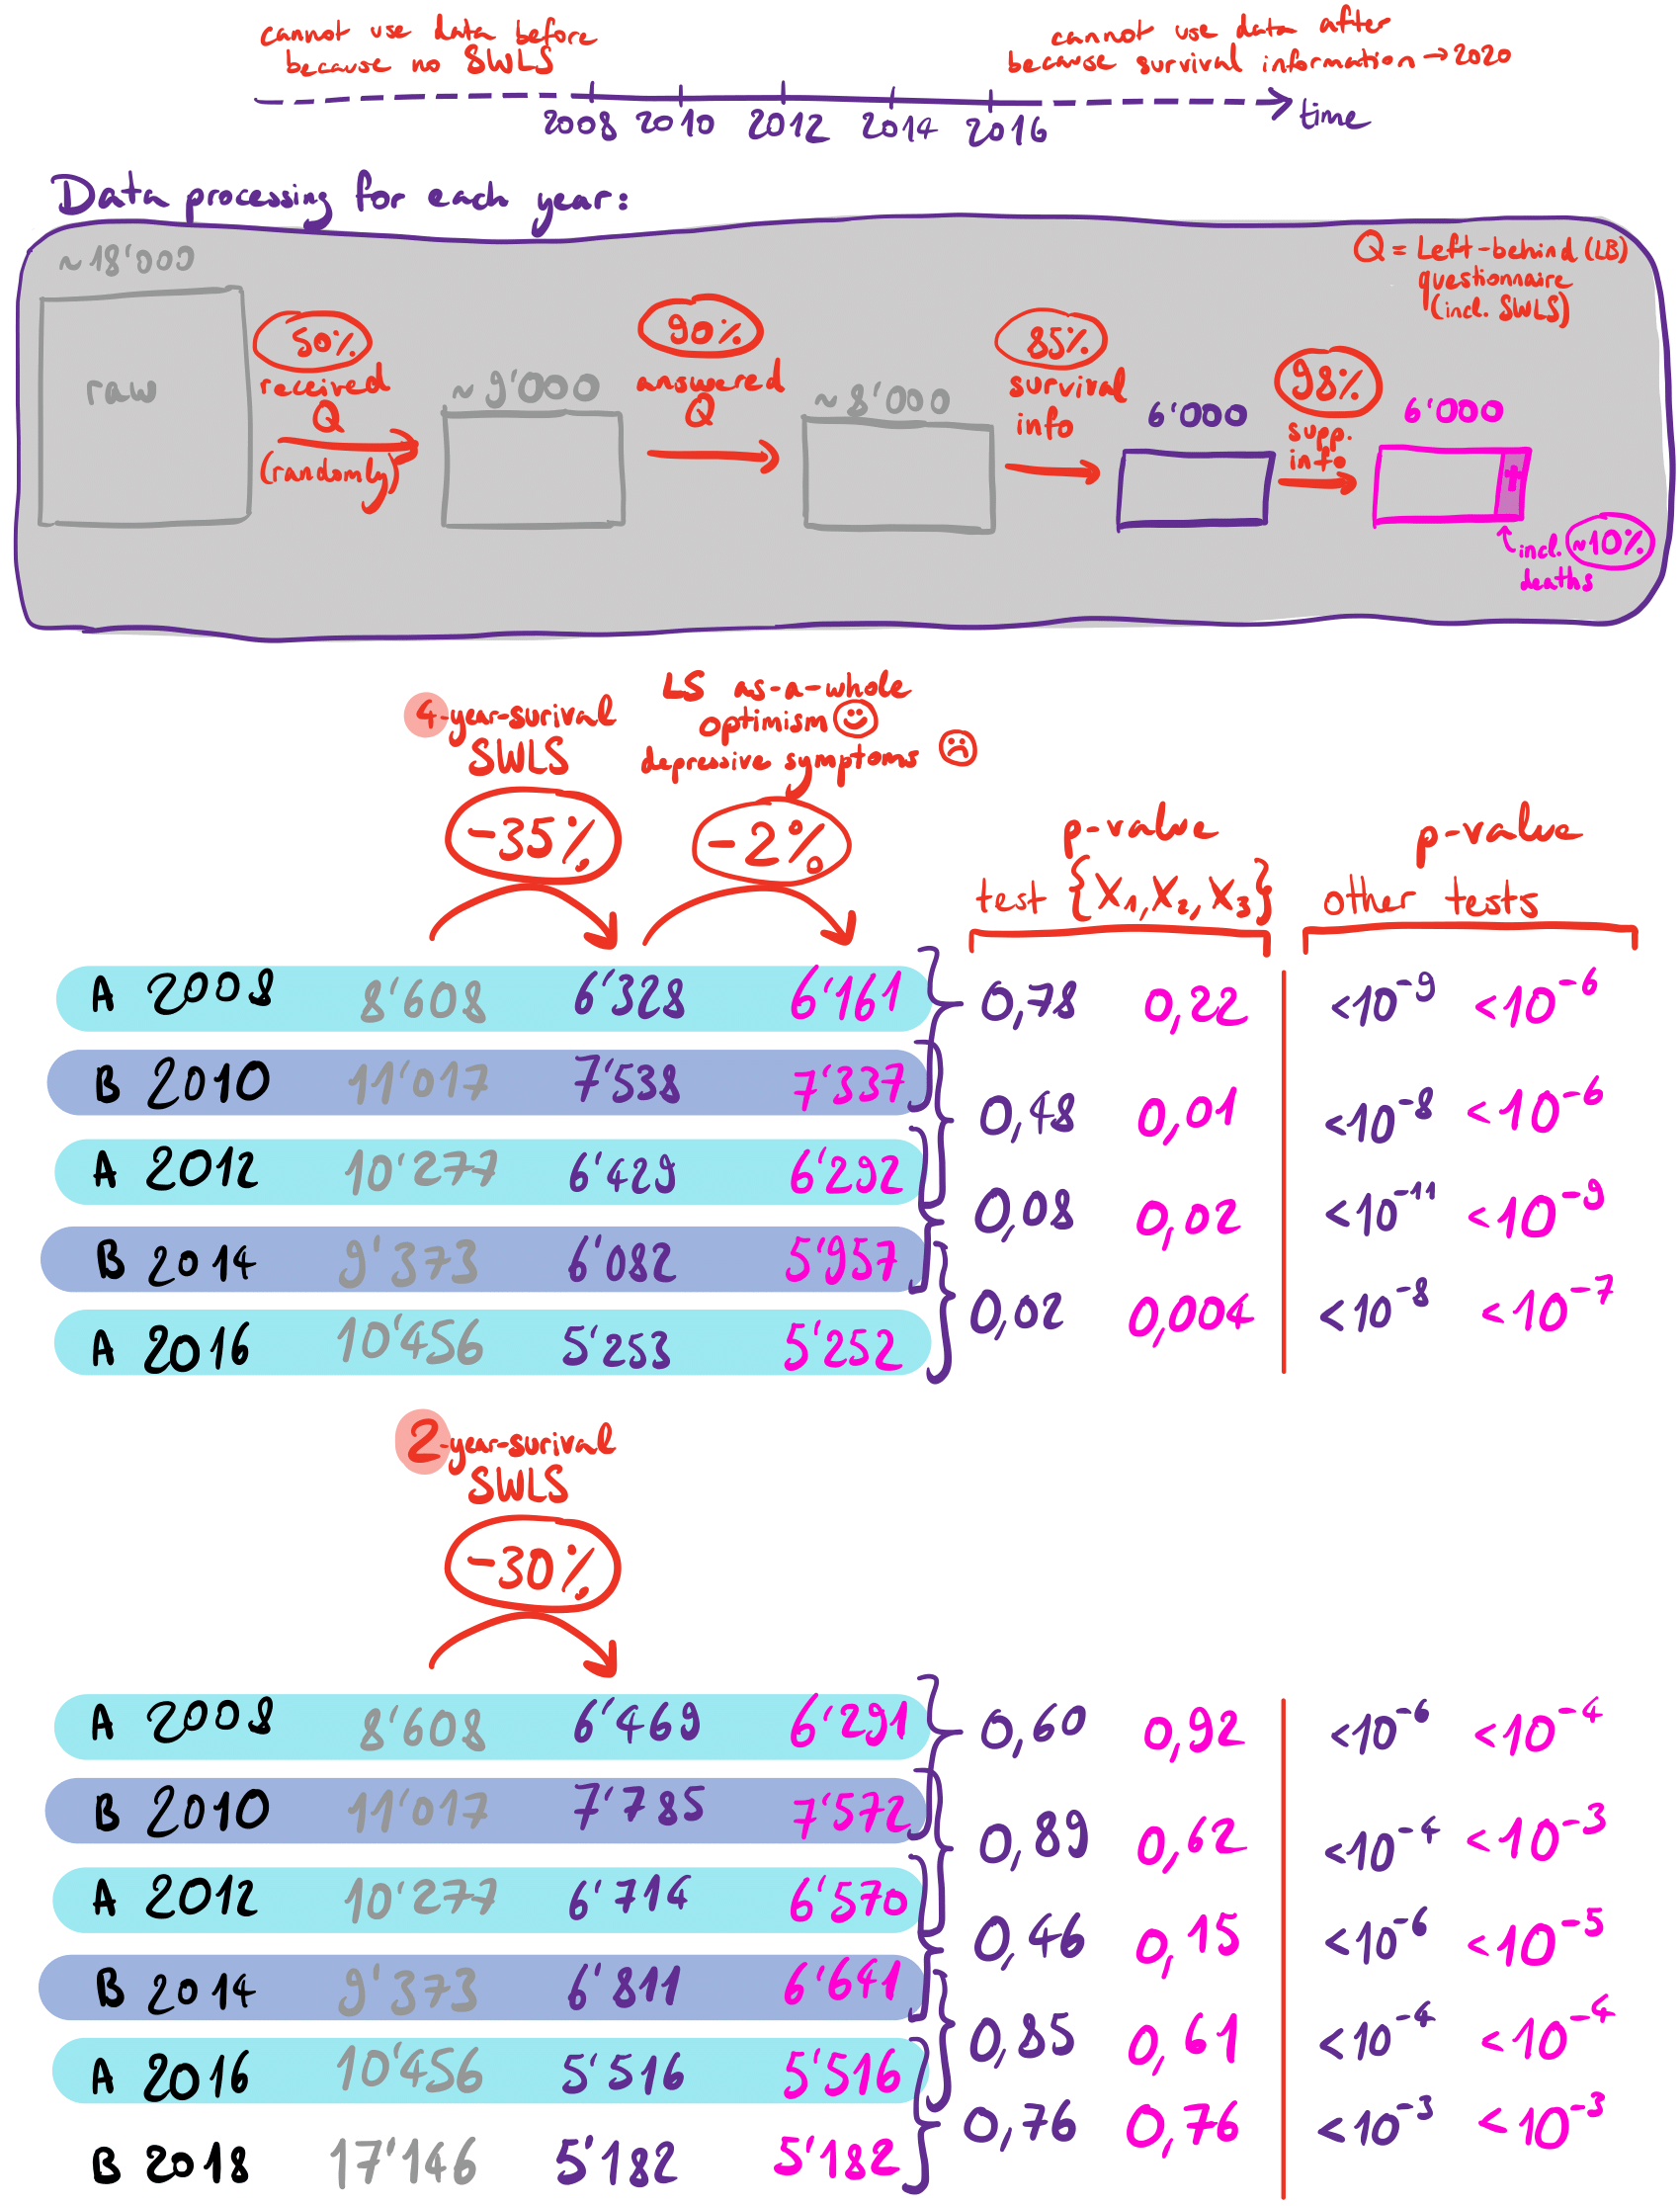 cannot use data before
because no SWLS
cannot use data after
because survival information → 2020
2008 2010 2012 2014 2016
time
Data processing for each year:
~18'000
raw
50%
received
Q
(randomly)
~9'000
90%
answered
Q
~8'000
85%
survival
info
6'000
98%
supp.
info
6'000
Q = Left-behind (LB)
questionnaire
(incl. SWLS)
†
incl. ~10%
deaths
4-year-surival
SWLS
-35%
LS as-a-whole
optimism
depressive symptoms
-2%
p-value
test {X1, X2, X3}
p-value
other tests
A 2008 8'608 6'328 6'161
B 2010 11'017 7'538 7'337
A 2012 10'277 6'429 6'292
B 2014 9'373 6'082 5'957
A 2016 10'456 5'253 5'252
0,78 0,22 <10^-9 <10^-6
0,48 0,01 <10^-8 <10^-6
0,08 0,02 <10^-11 <10^-9
0,02 0,004 <10^-8 <10^-7
2-year-surival
SWLS
-30%
A 2008 8'608 6'469 6'291
B 2010 11'017 7'785 7'572
A 2012 10'277 6'714 6'570
B 2014 9'373 6'811 6'641
A 2016 10'456 5'516 5'516
B 2018 17'146 5'182 5'182
0,60 0,92 <10^-6 <10^-4
0,89 0,62 <10^-4 <10^-3
0,46 0,15 <10^-6 <10^-5
0,85 0,61 <10^-4 <10^-4
0,76 0,76 <10^-3 <10^-3